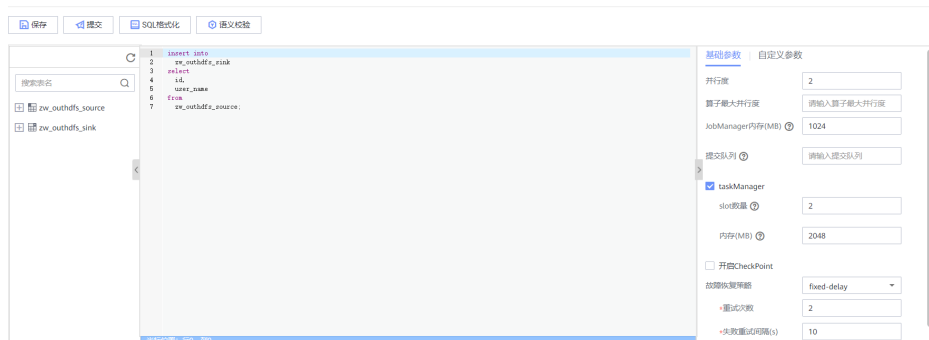 保存 提交 SQL格式化 语义校验
搜索表名
zw_outhdfs_source
zw_outhdfs_sink
1 insert into
2 zw_outhdfs_sink
3 select
4 id,
5 user_name
6 from
7 zw_outhdfs_source;
基础参数 自定义参数
并行度 2
算子最大并行度 请输入算子最大并行度
JobManager内存(MB) 1024
提交队列 请输入提交队列
taskManager
slot数量 2
内存(MB) 2048
开启CheckPoint
故障恢复策略 fixed-delay
*重试次数 2
*失败重试间隔(s) 10